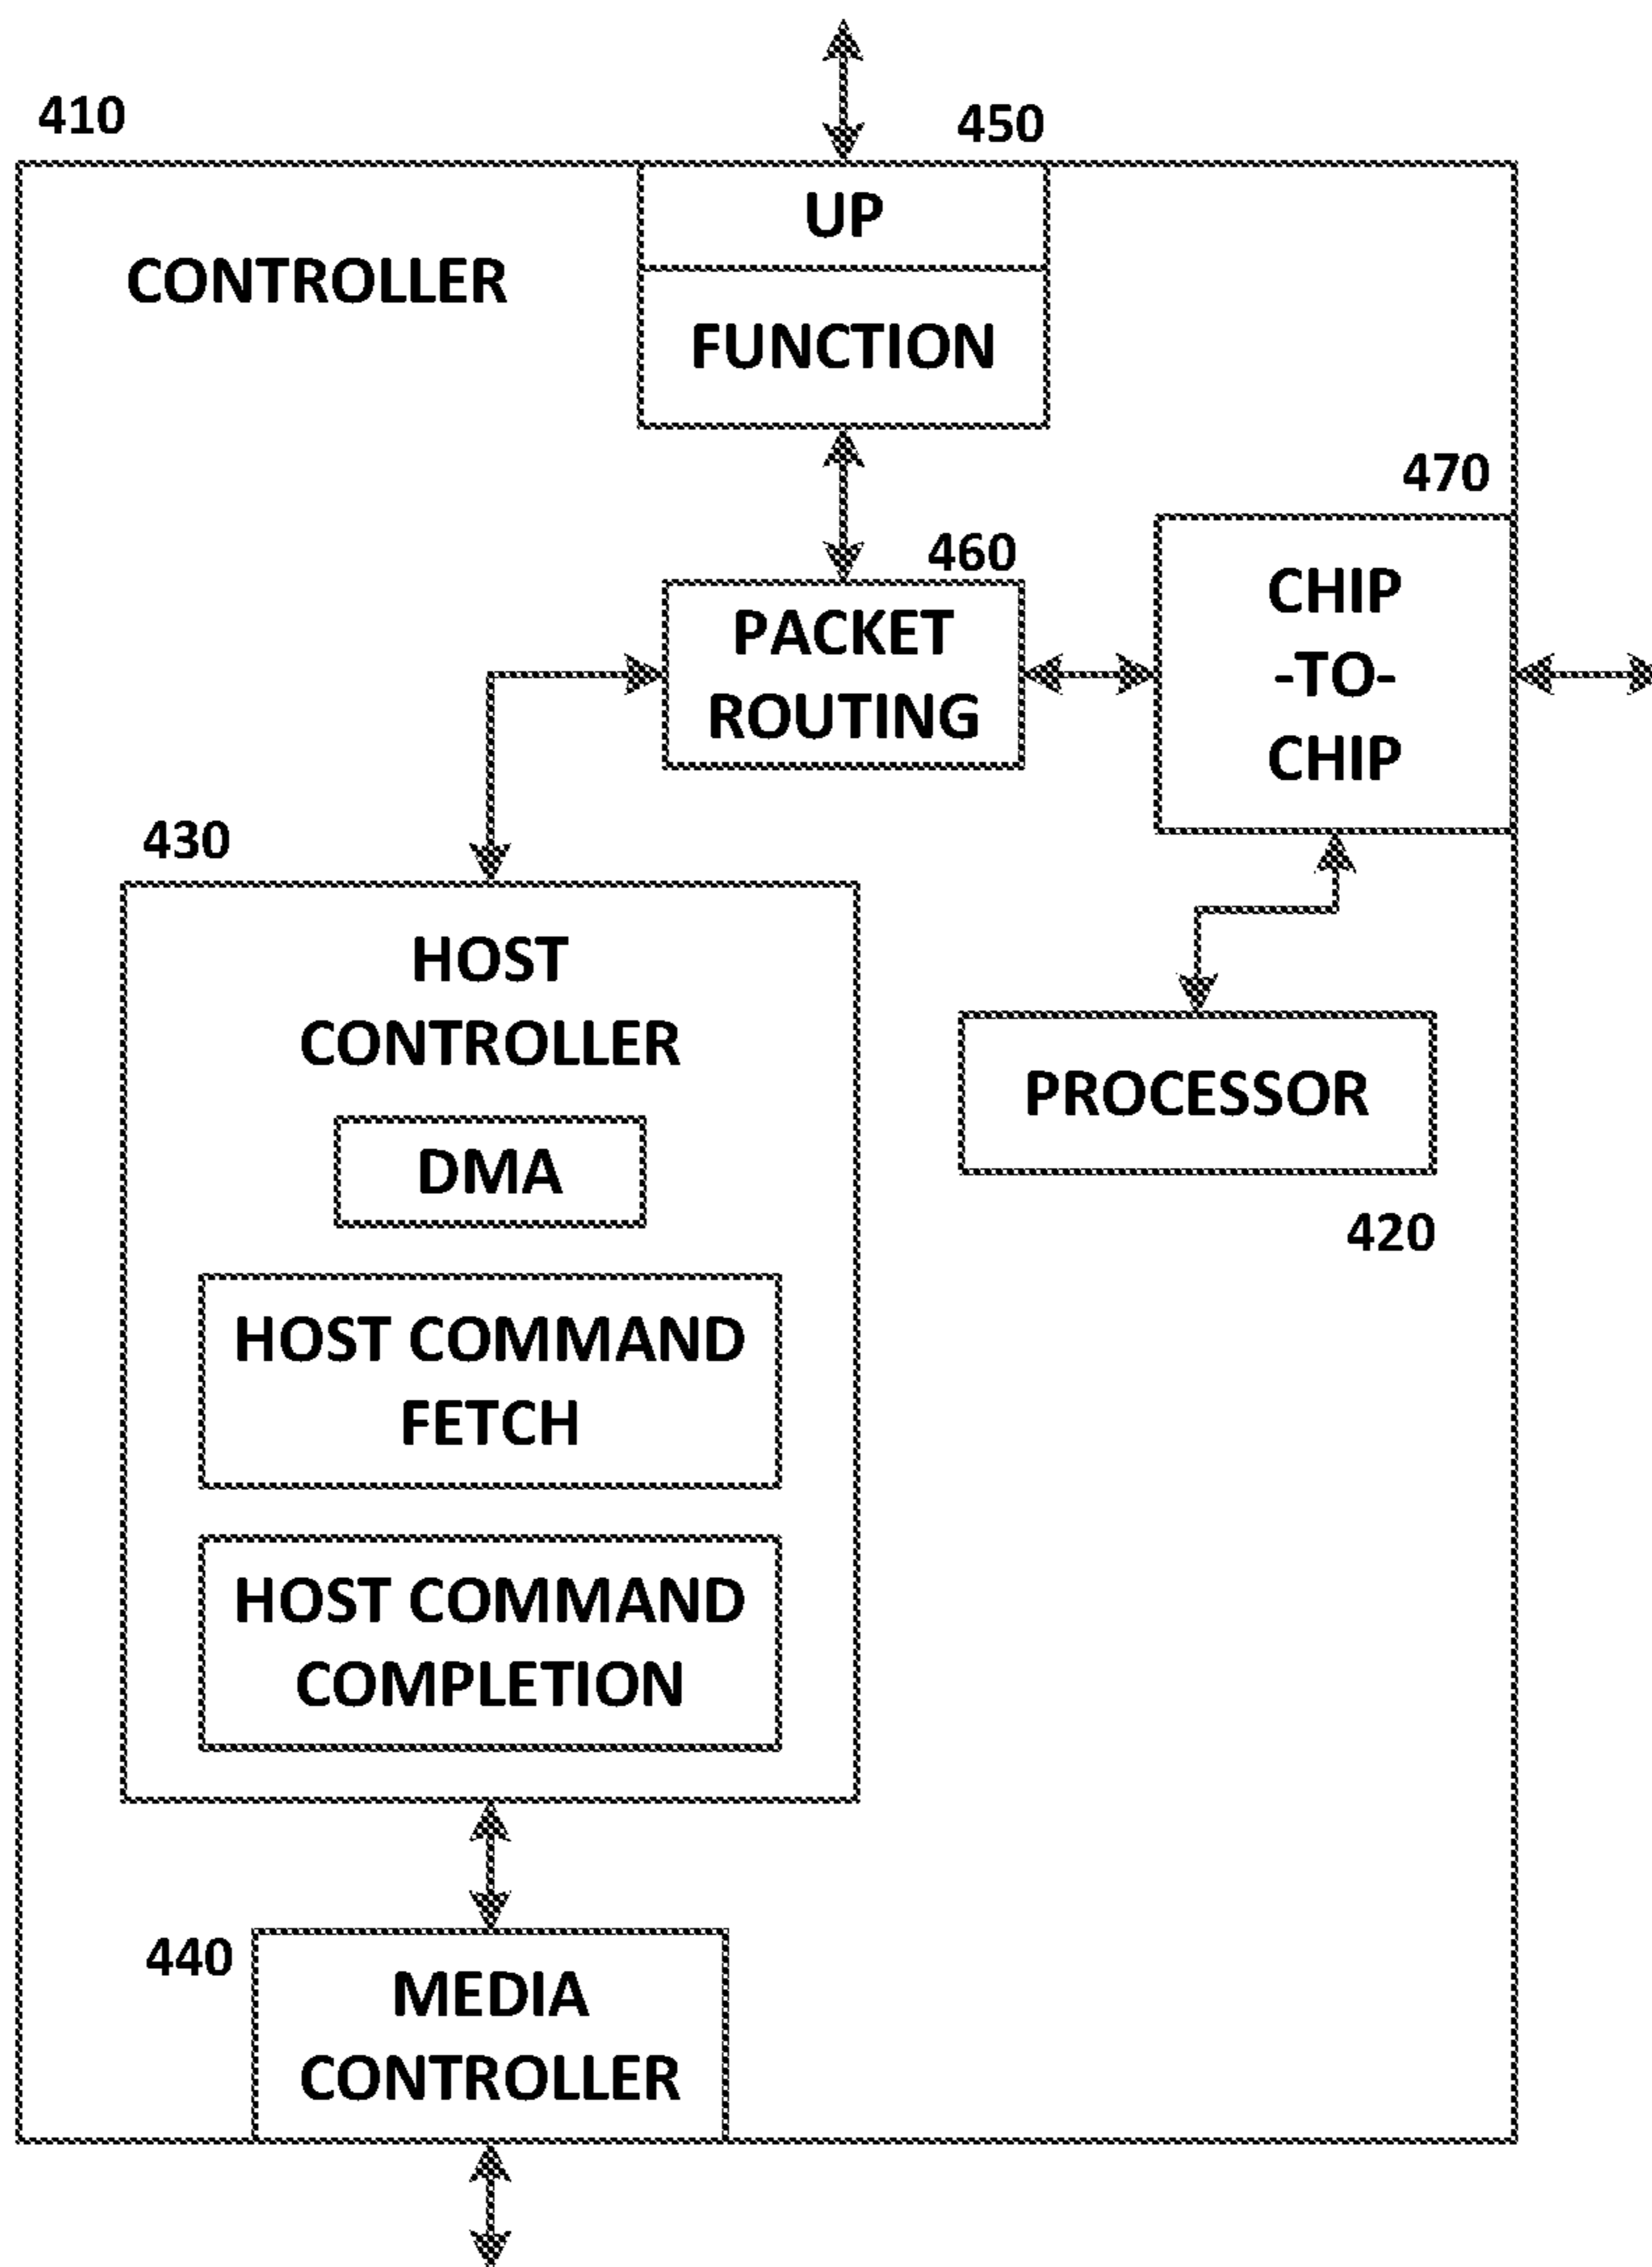 410
450
UP
CONTROLLER
FUNCTION
470
460
CHIP
-TO-
CHIP
PACKET
ROUTING
430
HOST
CONTROLLER
PROCESSOR
DMA
420
HOST COMMAND
FETCH
HOST COMMAND
COMPLETION
440
MEDIA
CONTROLLER